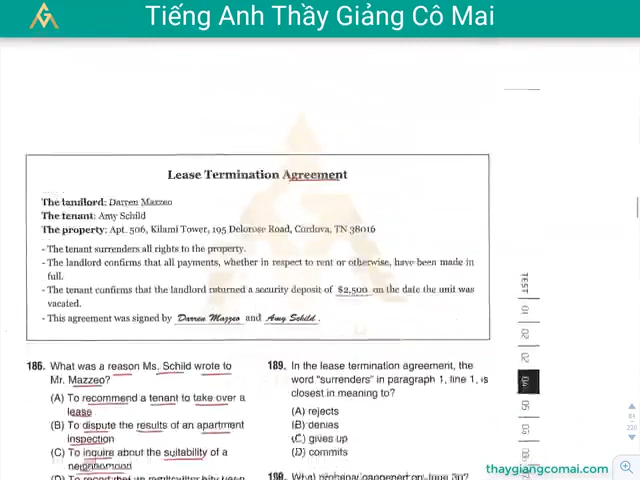 Tiếng Anh Thầy Giảng Cô Mai
Lease Termination Agreement
The landlord: Darren Mazzeo
The tenant: Amy Schild
The property: Apt. 506, Kilami Tower, 195 Delorose Road, Cordova, TN 38016
- The tenant surrenders all rights to the property.
- The landlord confirms that all payments, whether in respect to rent or otherwise, have been made in
full.
- The tenant confirms that the landlord returned a security deposit of $2,500 on the date the unit was
vacated.
- This agreement was signed by Darren Mazzeo and Amy Schild.
186. What was a reason Ms. Schild wrote to
Mr. Mazzeo?
(A) To recommend a tenant to take over a
lease
(B) To dispute the results of an apartment
inspection
(C) To inquire about the suitability of a
neighborhood
189. In the lease termination agreement, the
word "surrenders" in paragraph 1, line 1, is
closest in meaning to?
(A) rejects
(B) denies
(C) gives up
(D) commits
TEST
01
02
02
04
05
thaygiangcomai.com